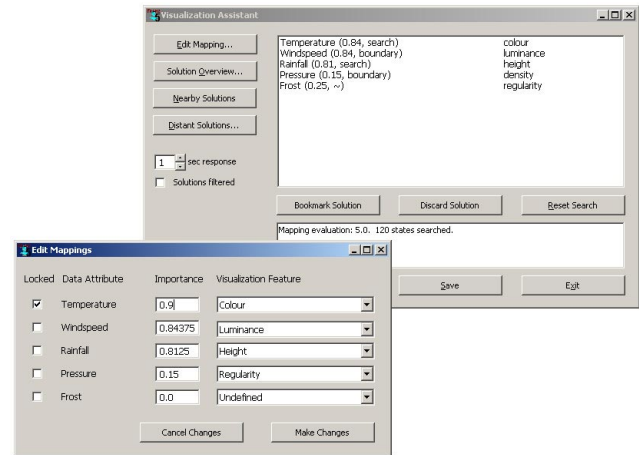 Visualization Assistant
Edit Mapping...
Solution Overview...
Nearby Solutions
Distant Solutions...
1 sec response
Solutions filtered
Temperature (0.84, search) colour
Windspeed (0.84, boundary) luminance
Rainfall (0.81, search) height
Pressure (0.15, boundary) density
Frost (0.25, ~) regularity
Bookmark Solution Discard Solution Reset Search
Mapping evaluation: 5.0. 120 states searched.
Save Exit
Edit Mappings
Locked Data Attribute Importance Visualization Feature
Temperature 0.9 Colour
Windspeed 0.84375 Luminance
Rainfall 0.8125 Height
Pressure 0.15 Regularity
Frost 0.0 Undefined
Cancel Changes Make Changes